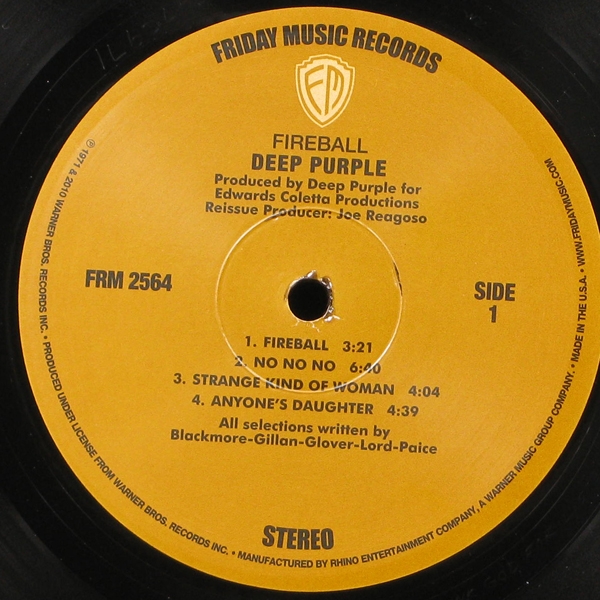 FRIDAY MUSIC RECORDS
FM
FIREBALL
DEEP PURPLE
Produced by Deep Purple for
Edwards Coletta Productions
Reissue Producer: Joe Reagoso
FRM 2564
SIDE
1
1. FIREBALL 3:21
2. NO NO NO 6:40
3. STRANGE KIND OF WOMAN 4:04
4. ANYONE'S DAUGHTER 4:39
All selections written by
Blackmore-Gillan-Glover-Lord-Paice
STEREO
℗ 1971 & 2010 WARNER BROS. RECORDS INC. • PRODUCED UNDER LICENSE FROM WARNER BROS. RECORDS INC. • MANUFACTURED BY RHINO ENTERTAINMENT COMPANY, A WARNER MUSIC GROUP COMPANY. • MADE IN THE U.S.A. • WWW.FRIDAYMUSIC.COM